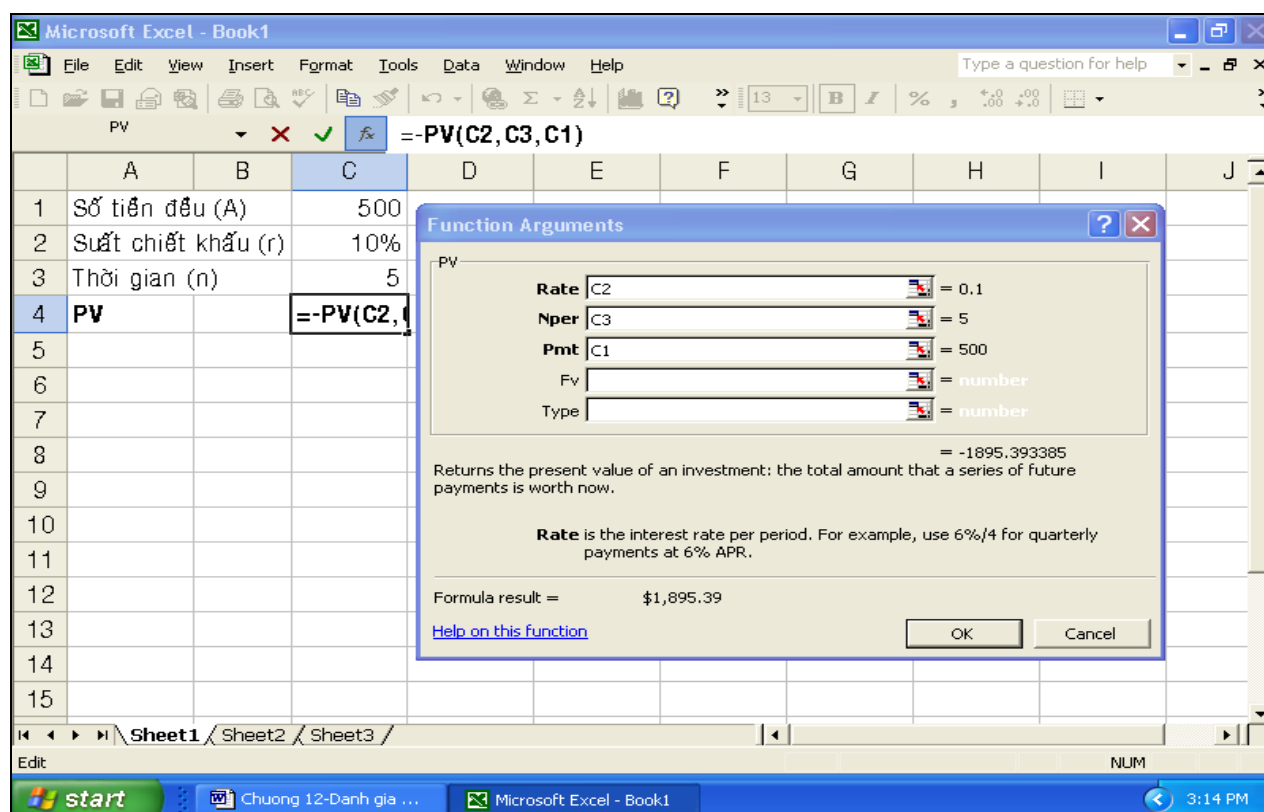 Microsoft Excel - Book1
File Edit View Insert Format Tools Data Window Help Type a question for help
13 B I % ,
PV =-PV(C2,C3,C1)
A B C D E F G H I J
1 Số tiền đều (A) 500
2 Suất chiết khấu (r) 10%
3 Thời gian (n) 5
4 PV =-PV(C2,
5
6
7
8
9
10
11
12
13
14
15
Function Arguments
PV
Rate C2 = 0.1
Nper C3 = 5
Pmt C1 = 500
Fv = number
Type = number
= -1895.393385
Returns the present value of an investment: the total amount that a series of future
payments is worth now.
Rate is the interest rate per period. For example, use 6%/4 for quarterly
payments at 6% APR.
Formula result = $1,895.39
Help on this function OK Cancel
Sheet1 Sheet2 Sheet3
Edit NUM
start Chuong 12-Danh gia ... Microsoft Excel - Book1 3:14 PM